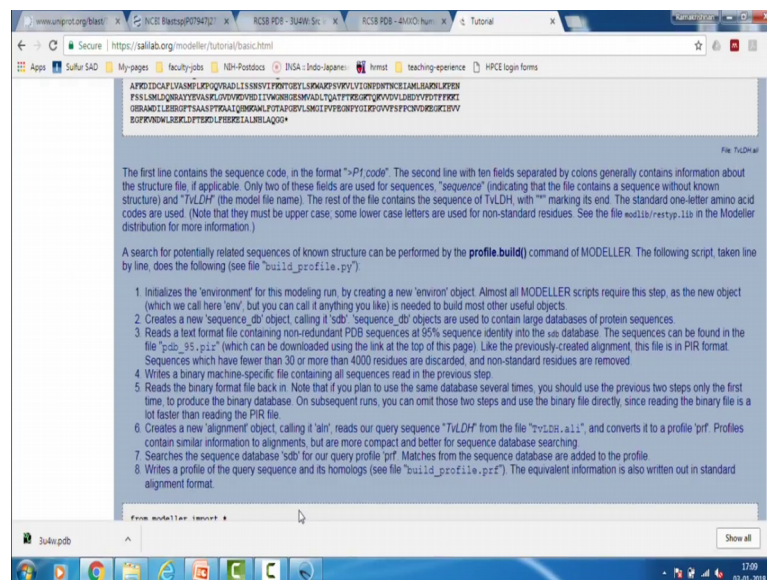 www.uniprot.org/blast/
NCBI Blast:sp|P07947|27
RCSB PDB - 3U4W: Src
RCSB PDB - 4MXO: hum
Tutorial
Secure | https://salilab.org/modeller/tutorial/basic.html
Apps Sulfur SAD My-pages faculty-jobs NIH-Postdocs INSA :: Indo-Japanes hrmst teaching-eperience HPCE login forms
FSSLSMLDQNRAYYEVASKLGVDVKDVHDIIVWGNHGESMVADLTQATFTKEGKTQKVVDVLDHDYVFDTFFKKI
GHRAWDILEHRGFTSAASPTKAAIQHMKAWLFGTAPGEVLSMGIPVPEGNPYGIKPGVVFSFPCNVDKEGKIHVV
EGFKVNDWLREKLDFTEKDLFHEKEIALNHLAQGG*
File: TvLDH.ali
The first line contains the sequence code, in the format ">P1;code". The second line with ten fields separated by colons generally contains information about
the structure file, if applicable. Only two of these fields are used for sequences, "sequence" (indicating that the file contains a sequence without known
structure) and "TvLDH" (the model file name). The rest of the file contains the sequence of TvLDH, with "*" marking its end. The standard one-letter amino acid
codes are used. (Note that they must be upper case; some lower case letters are used for non-standard residues. See the file modlib/restyp.lib in the Modeller
distribution for more information.)
A search for potentially related sequences of known structure can be performed by the profile.build() command of MODELLER. The following script, taken line
by line, does the following (see file "build_profile.py"):
1. Initializes the 'environment' for this modeling run, by creating a new 'environ' object. Almost all MODELLER scripts require this step, as the new object
(which we call here 'env', but you can call it anything you like) is needed to build most other useful objects.
2. Creates a new 'sequence_db' object, calling it 'sdb'. 'sequence_db' objects are used to contain large databases of protein sequences.
3. Reads a text format file containing non-redundant PDB sequences at 95% sequence identity into the sdb database. The sequences can be found in the
file "pdb_95.pir" (which can be downloaded using the link at the top of this page). Like the previously-created alignment, this file is in PIR format.
Sequences which have fewer than 30 or more than 4000 residues are discarded, and non-standard residues are removed.
4. Writes a binary machine-specific file containing all sequences read in the previous step.
5. Reads the binary format file back in. Note that if you plan to use the same database several times, you should use the previous two steps only the first
time, to produce the binary database. On subsequent runs, you can omit those two steps and use the binary file directly, since reading the binary file is a
lot faster than reading the PIR file.
6. Creates a new 'alignment' object, calling it 'aln', reads our query sequence "TvLDH" from the file "TvLDH.ali", and converts it to a profile 'prf'. Profiles
contain similar information to alignments, but are more compact and better for sequence database searching.
7. Searches the sequence database 'sdb' for our query profile 'prf'. Matches from the sequence database are added to the profile.
8. Writes a profile of the query sequence and its homologs (see file "build_profile.prf"). The equivalent information is also written out in standard
alignment format.
from modeller import *
3u4w.pdb
Show all
17:09